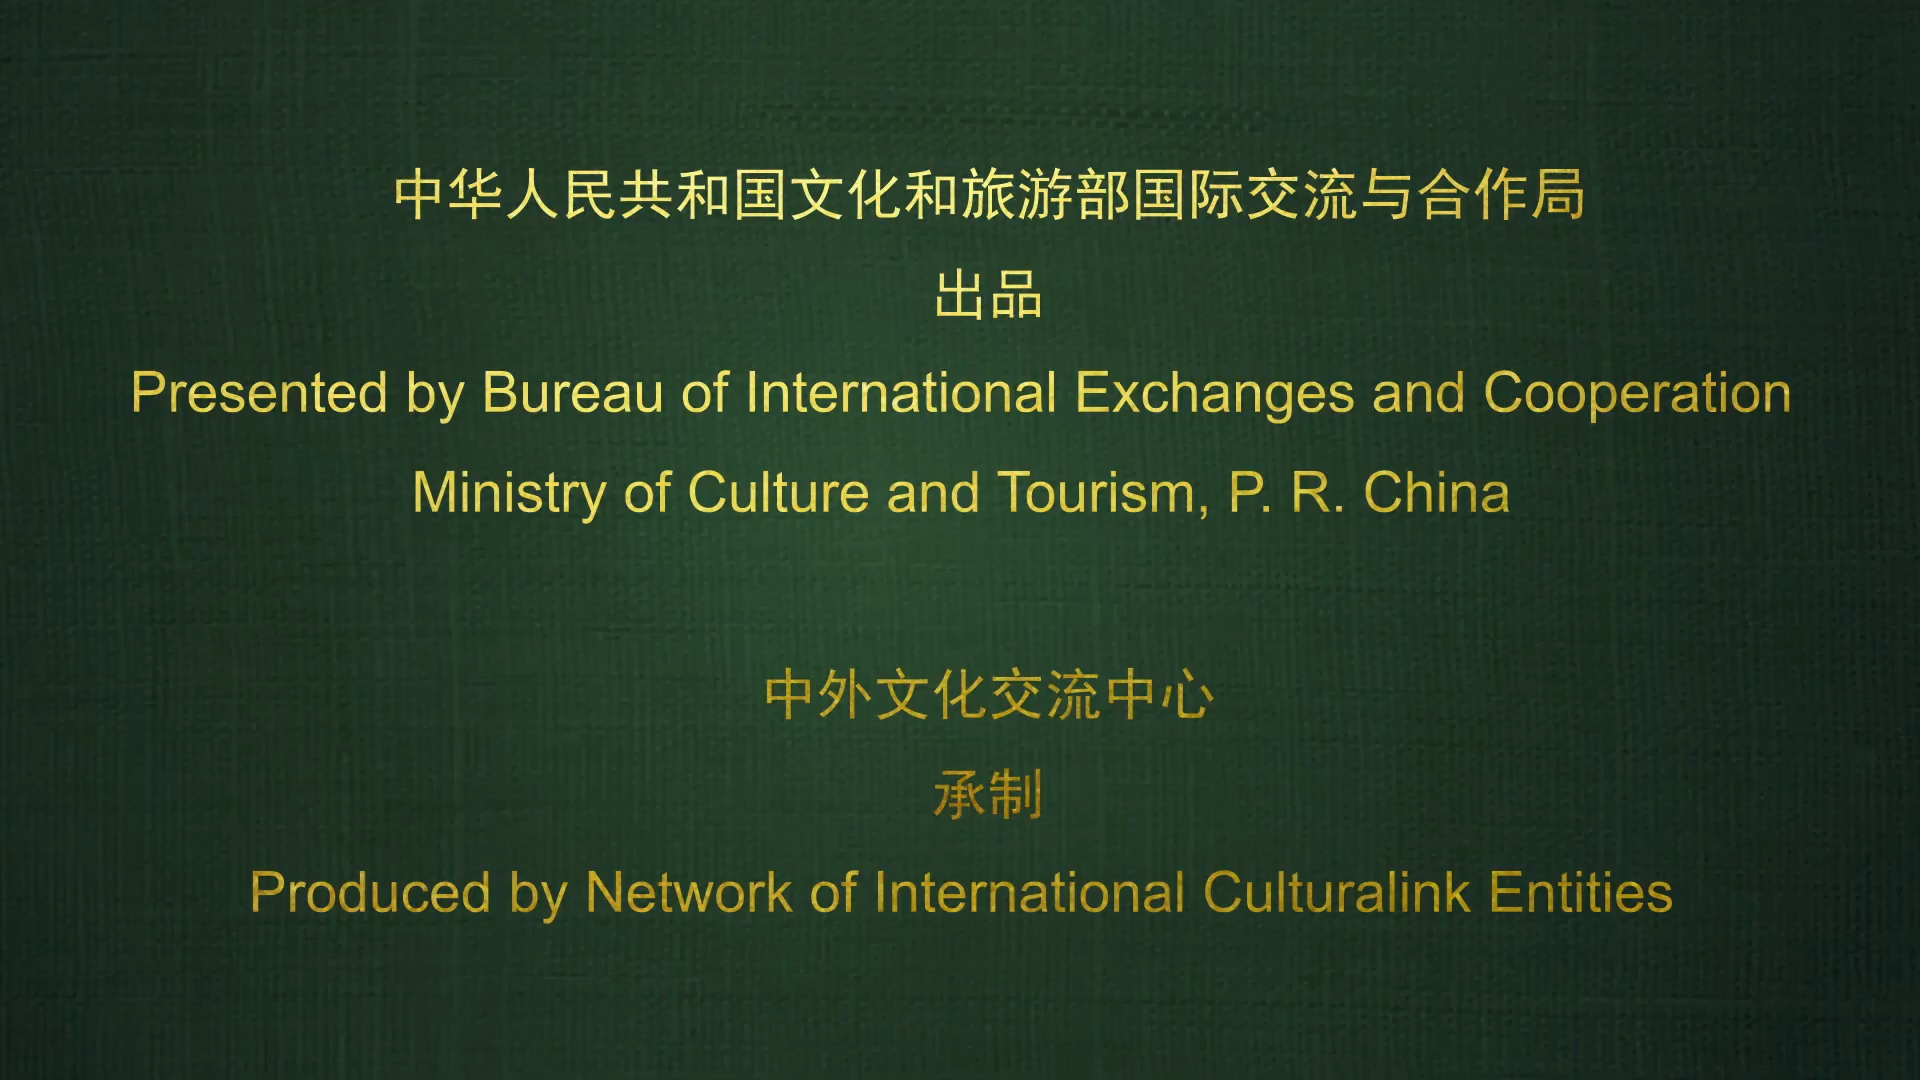 中华人民共和国文化和旅游部国际交流与合作局
出品
Presented by Bureau of International Exchanges and Cooperation
Ministry of Culture and Tourism, P. R. China
中外文化交流中心
承制
Produced by Network of International Culturalink Entities